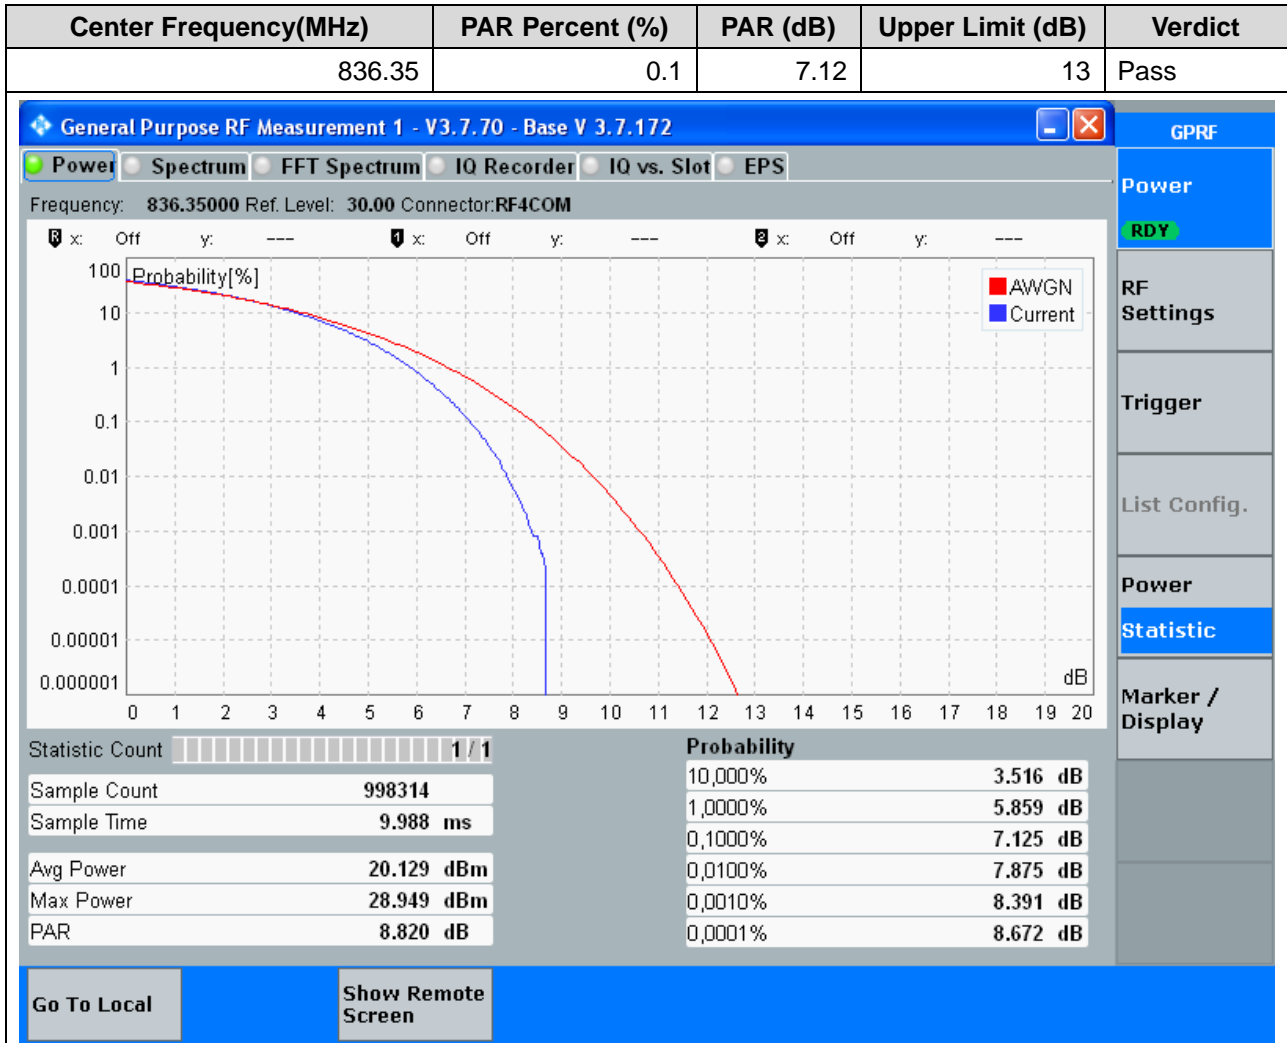 Center Frequency(MHz) PAR Percent (%) PAR (dB) Upper Limit (dB) Verdict
836.35 0.1 7.12 13 Pass
General Purpose RF Measurement 1 - V3.7.70 - Base V 3.7.172
GPRF
Power Spectrum FFT Spectrum IQ Recorder IQ vs. Slot EPS
Power
RDY
Frequency: 836.35000 Ref. Level: 30.00 Connector:RF4COM
R x: Off y: --- 1 x: Off y: --- 2 x: Off y: ---
Probability[%]
AWGN
Current
100
10
1
0.1
0.01
0.001
0.0001
0.00001
0.000001
dB
0 1 2 3 4 5 6 7 8 9 10 11 12 13 14 15 16 17 18 19 20
RF
Settings
Trigger
List Config.
Power
Statistic
Marker /
Display
Statistic Count 1 / 1
Sample Count 998314
Sample Time 9.988 ms
Avg Power 20.129 dBm
Max Power 28.949 dBm
PAR 8.820 dB
Probability
10,000% 3.516 dB
1,0000% 5.859 dB
0,1000% 7.125 dB
0,0100% 7.875 dB
0,0010% 8.391 dB
0,0001% 8.672 dB
Go To Local
Show Remote
Screen